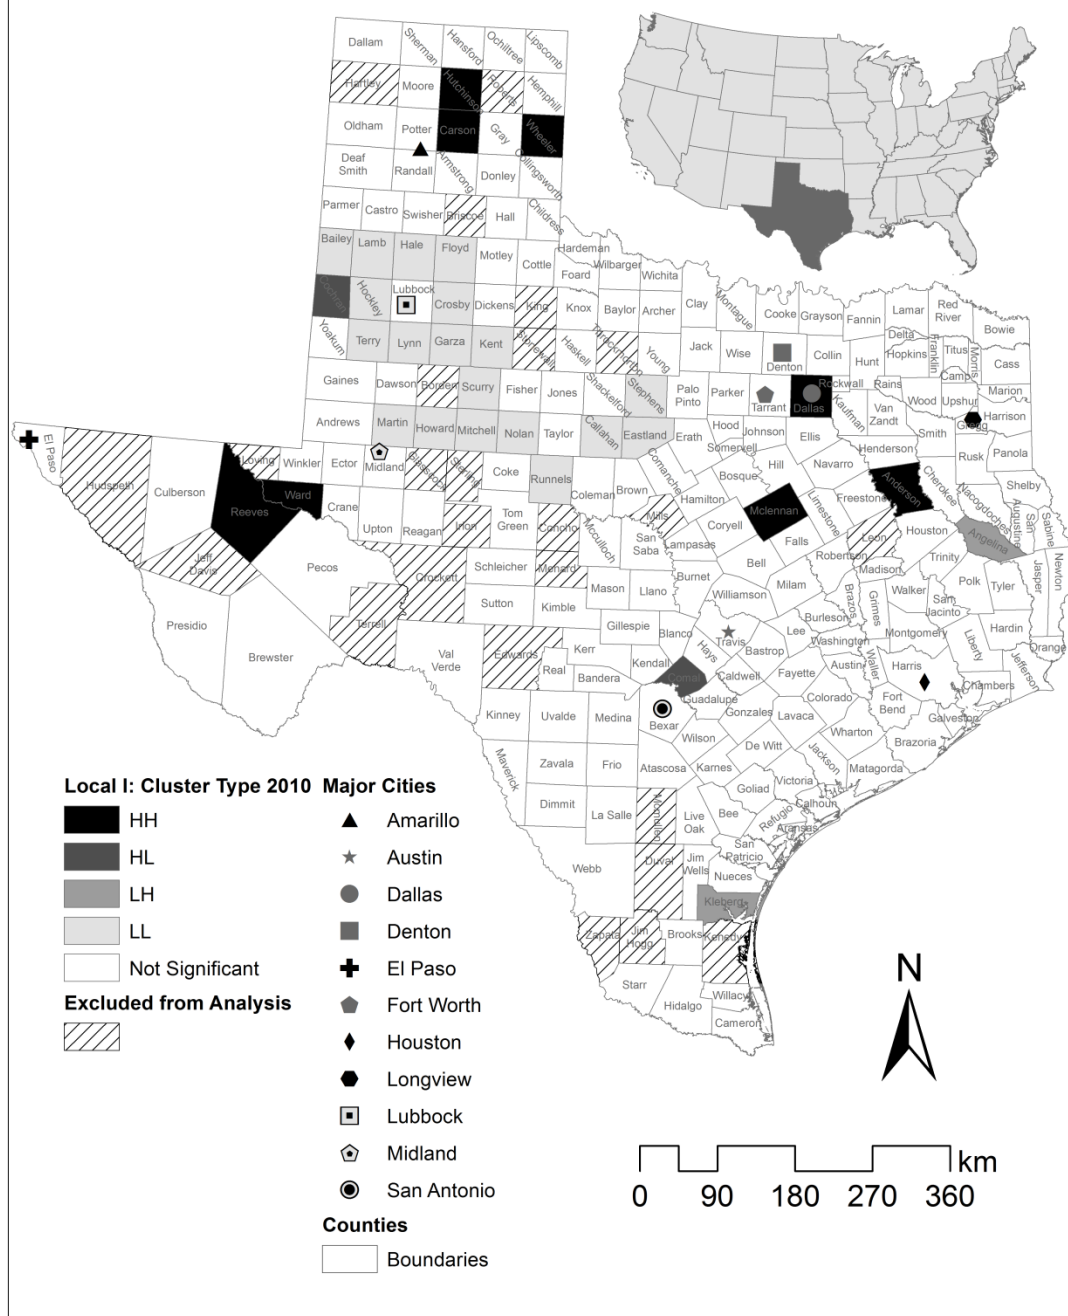 Dallam
Sherman
Hansford
Ochiltree
Lipscomb
Hartley
Moore
Hutchinson
Roberts
Hemphill
Oldham
Potter
Carson
Gray
Wheeler
Deaf
Smith
Randall
Armstrong
Donley
Collingsworth
Parmer
Castro
Swisher
Briscoe
Hall
Childress
Bailey
Lamb
Hale
Floyd
Motley
Cottle
Hardeman
Foard
Wilbarger
Wichita
Cochran
Hockley
Lubbock
Crosby
Dickens
King
Knox
Baylor
Archer
Clay
Montague
Cooke
Grayson
Fannin
Lamar
Red
River
Bowie
Yoakum
Terry
Lynn
Garza
Kent
Stonewall
Haskell
Throckmorton
Young
Jack
Wise
Denton
Collin
Hunt
Delta
Hopkins
Franklin
Titus
Morris
Cass
Gaines
Dawson
Borden
Scurry
Fisher
Jones
Shackelford
Stephens
Palo
Pinto
Parker
Tarrant
Dallas
Rockwall
Kaufman
Rains
Van
Zandt
Wood
Camp
Upshur
Marion
Harrison
Gregg
Andrews
Martin
Howard
Mitchell
Nolan
Taylor
Callahan
Eastland
Erath
Hood
Somervell
Johnson
Ellis
Henderson
Smith
Rusk
Panola
El Paso
Hudspeth
Culberson
Reeves
Loving
Winkler
Ward
Ector
Midland
Glasscock
Sterling
Coke
Runnels
Coleman
Brown
Comanche
Hamilton
Bosque
Hill
Navarro
Freestone
Anderson
Cherokee
Nacogdoches
Shelby
San
Augustine
Sabine
Crane
Upton
Reagan
Irion
Tom
Green
Concho
Mcculloch
San
Saba
Mills
Lampasas
Coryell
Mclennan
Limestone
Falls
Leon
Houston
Angelina
Jeff
Davis
Pecos
Crockett
Schleicher
Menard
Mason
Llano
Burnet
Bell
Milam
Robertson
Madison
Trinity
Polk
Tyler
Jasper
Newton
Presidio
Brewster
Terrell
Val
Verde
Sutton
Kimble
Gillespie
Blanco
Williamson
Travis
Burleson
Brazos
Grimes
Walker
San
Jacinto
Hardin
Orange
Edwards
Real
Kerr
Bandera
Kendall
Comal
Hays
Bastrop
Lee
Washington
Waller
Montgomery
Liberty
Jefferson
Kinney
Uvalde
Medina
Bexar
Guadalupe
Caldwell
Fayette
Austin
Harris
Chambers
Wilson
Gonzales
Lavaca
Colorado
Fort
Bend
Galveston
Maverick
Zavala
Frio
Atascosa
Karnes
De Witt
Jackson
Wharton
Brazoria
Matagorda
Dimmit
La Salle
Mcmullen
Live
Oak
Bee
Goliad
Victoria
Calhoun
Refugio
Aransas
San
Patricio
Webb
Duval
Jim
Wells
Nueces
Kleberg
Zapata
Jim
Hogg
Brooks
Kenedy
Starr
Hidalgo
Willacy
Cameron
Local I: Cluster Type 2010
HH
HL
LH
LL
Not Significant
Excluded from Analysis
Major Cities
Amarillo
Austin
Dallas
Denton
El Paso
Fort Worth
Houston
Longview
Lubbock
Midland
San Antonio
Counties
Boundaries
N
km
0 90 180 270 360